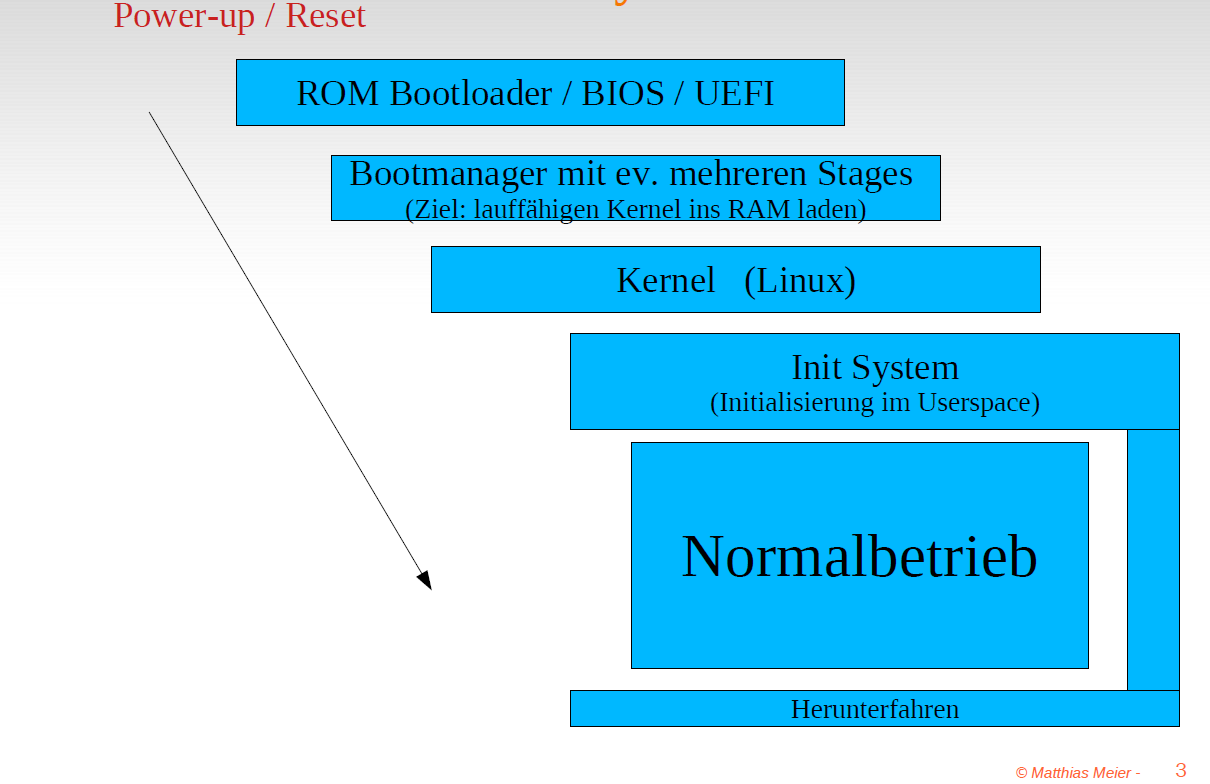 Power-up / Reset
ROM Bootloader / BIOS / UEFI
Bootmanager mit ev. mehreren Stages
(Ziel: lauffähigen Kernel ins RAM laden)
Kernel (Linux)
Init System
(Initialisierung im Userspace)
Normalbetrieb
Herunterfahren
© Matthias Meier - 3